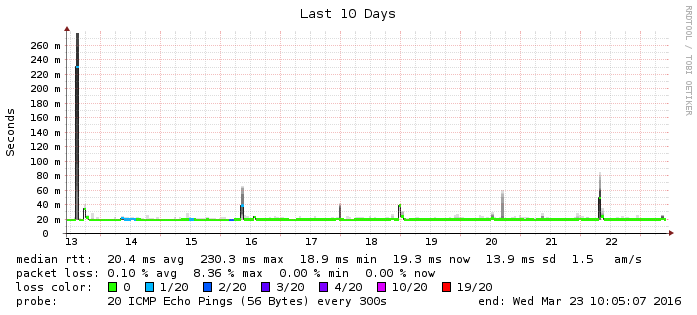 Last 10 Days
RRDTOOL / TOBI OETIKER
Seconds
260 m
240 m
220 m
200 m
180 m
160 m
140 m
120 m
100 m
80 m
60 m
40 m
20 m
0
13 14 15 16 17 18 19 20 21 22
median rtt: 20.4 ms avg 230.3 ms max 18.9 ms min 19.3 ms now 13.9 ms sd 1.5 am/s
packet loss: 0.10 % avg 8.36 % max 0.00 % min 0.00 % now
loss color: 0 1/20 2/20 3/20 4/20 10/20 19/20
probe: 20 ICMP Echo Pings (56 Bytes) every 300s end: Wed Mar 23 10:05:07 2016